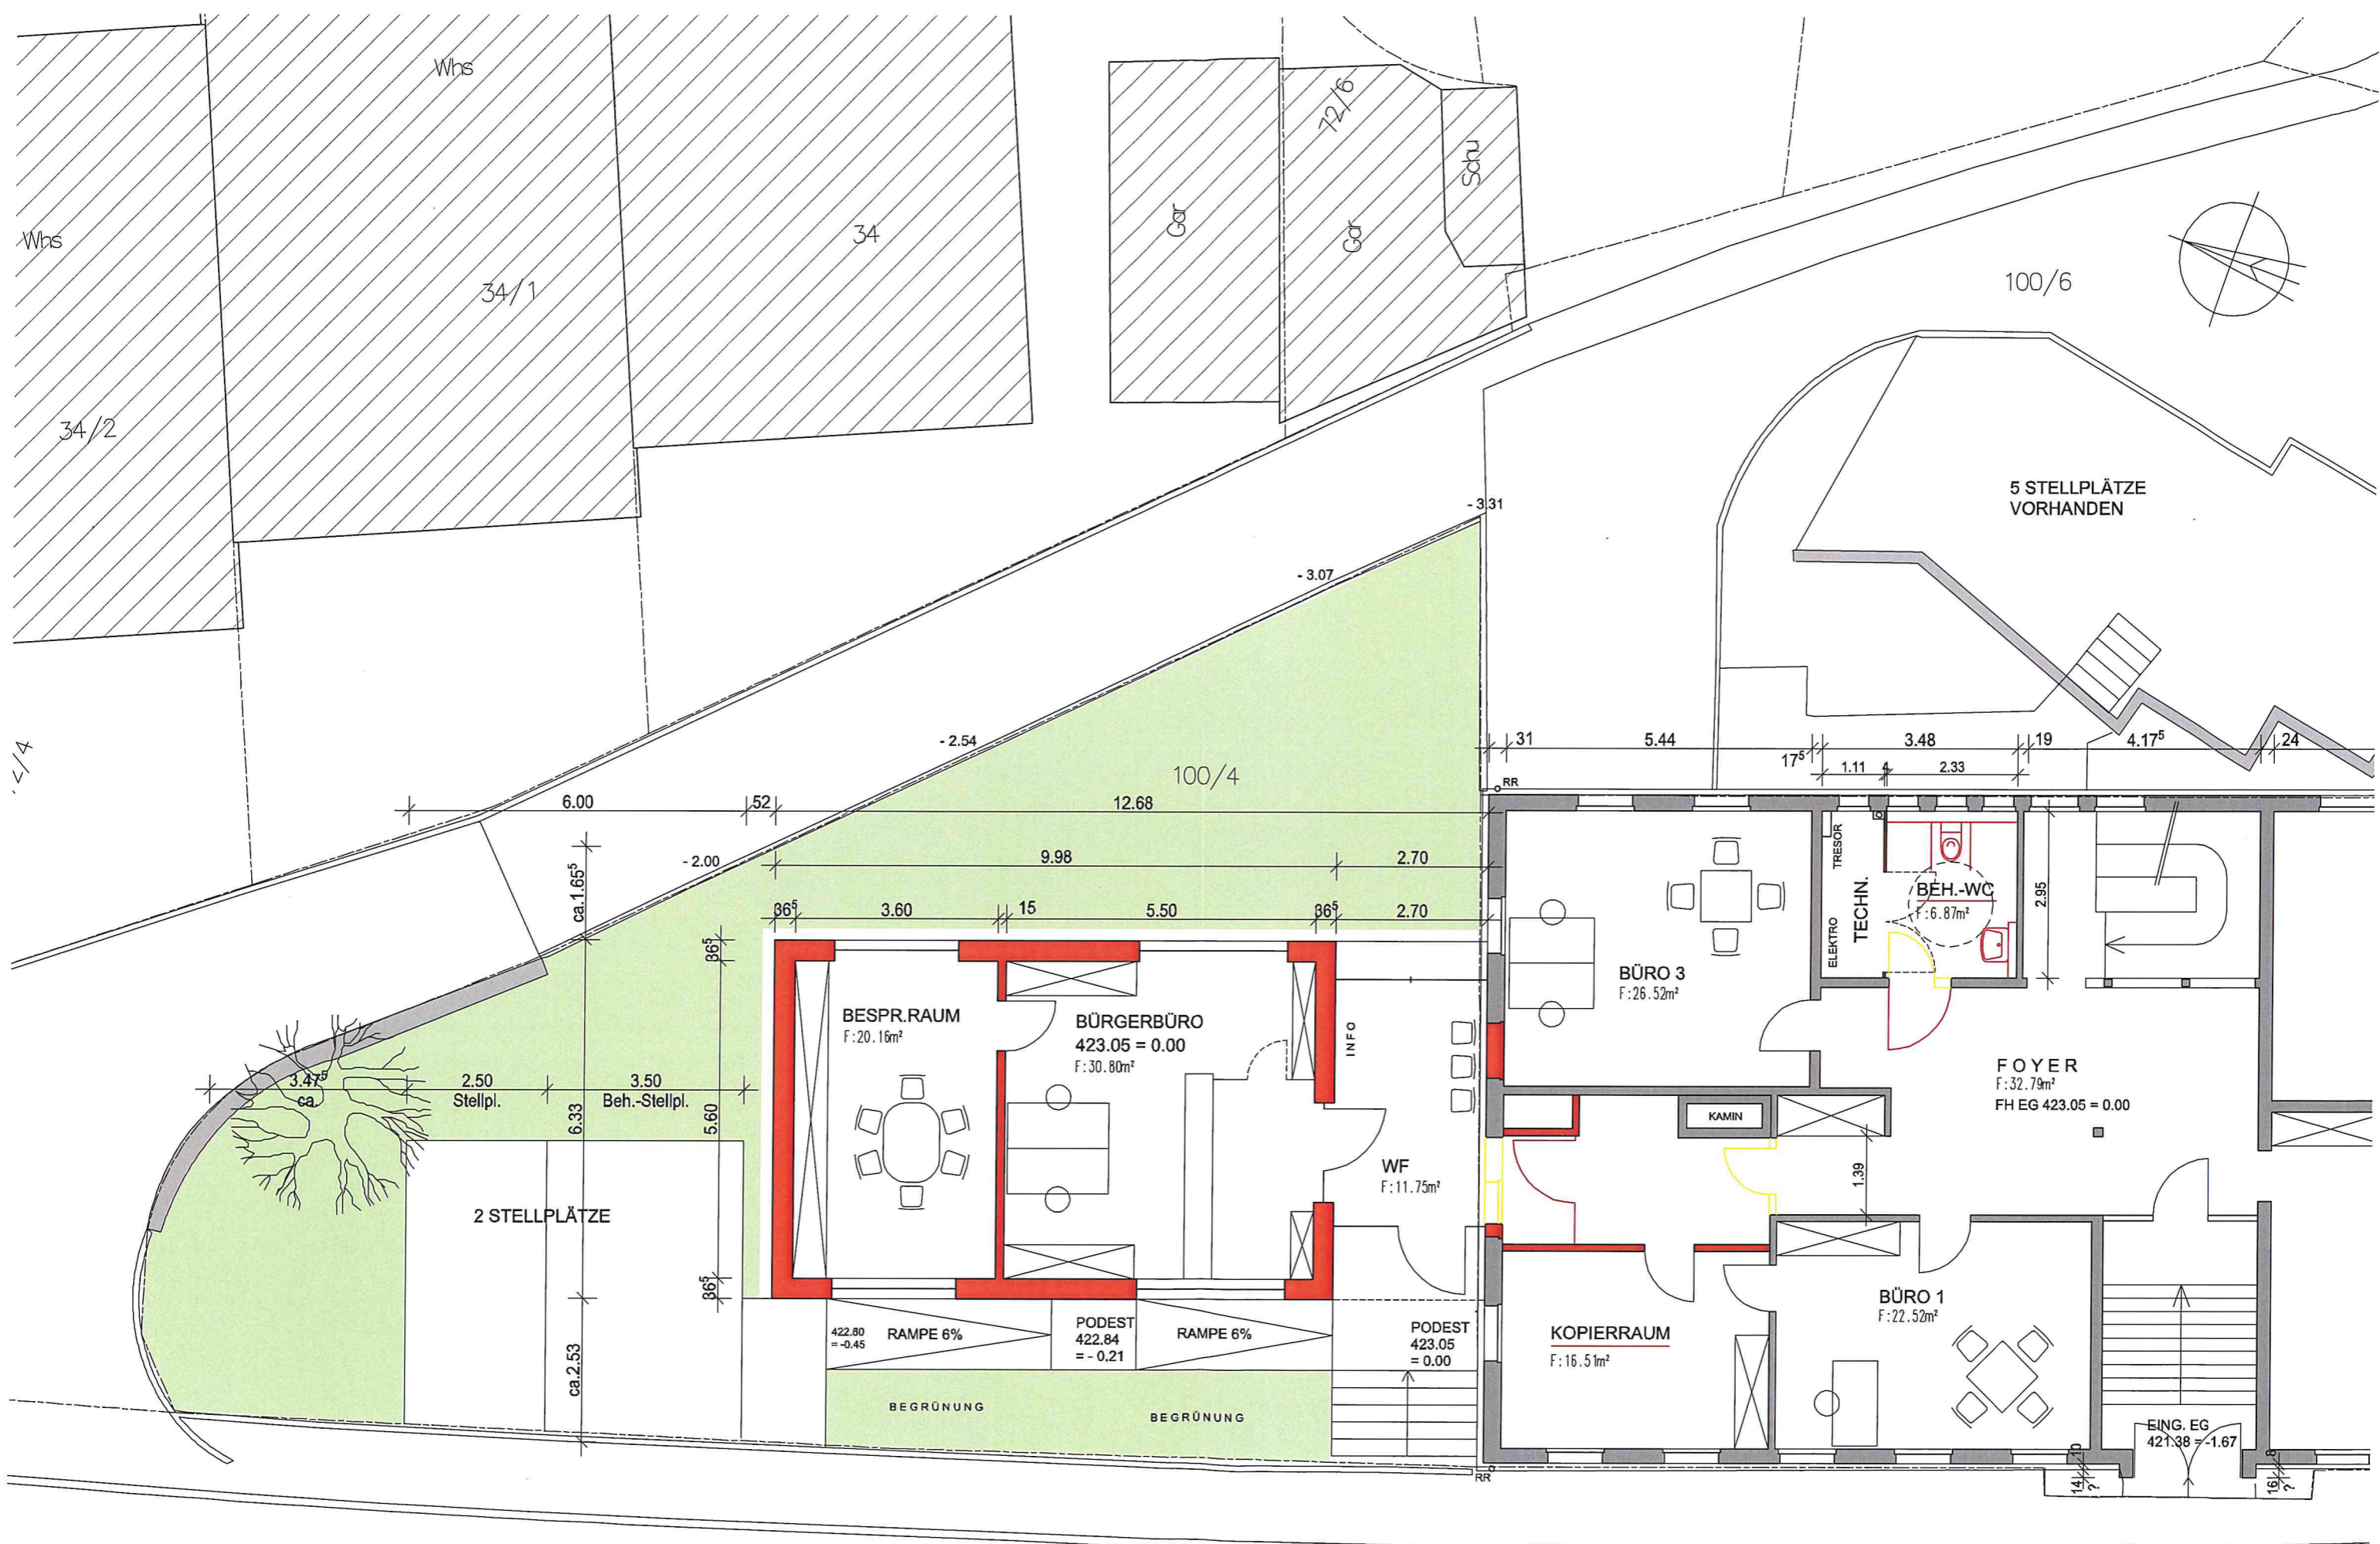 Whs
Whs
34/2
34/1
34
Gar
Gar
72/6
Schu
100/6
5 STELLPLÄTZE
VORHANDEN
- 3.31
- 3.07
- 2.54
- 2.00
100/4
31
5.44
17⁵
3.48
19
4.17⁵
24
1.11
4
2.33
RR
6.00
52
12.68
9.98
2.70
36⁵
3.60
15
5.50
36⁵
2.70
ca.1.65⁵
36⁵
6.33
5.60
36⁵
ca.2.53
3.47⁵
ca.
2.50
Stellpl.
3.50
Beh.-Stellpl.
2 STELLPLÄTZE
BESPR.RAUM
F:20.16m²
BÜRGERBÜRO
423.05 = 0.00
F:30.80m²
INFO
WF
F:11.75m²
BÜRO 3
F:26.52m²
TRESOR
ELEKTRO
TECHN.
BEH.-WC
F:6.87m²
2.95
FOYER
F:32.79m²
FH EG 423.05 = 0.00
KAMIN
1.39
KOPIERRAUM
F:16.51m²
BÜRO 1
F:22.52m²
422.60
= -0.45
RAMPE 6%
PODEST
422.84
= - 0.21
RAMPE 6%
PODEST
423.05
= 0.00
BEGRÜNUNG
BEGRÜNUNG
RR
EING. EG
421.38 = -1.67
14
10
?
16
8
?